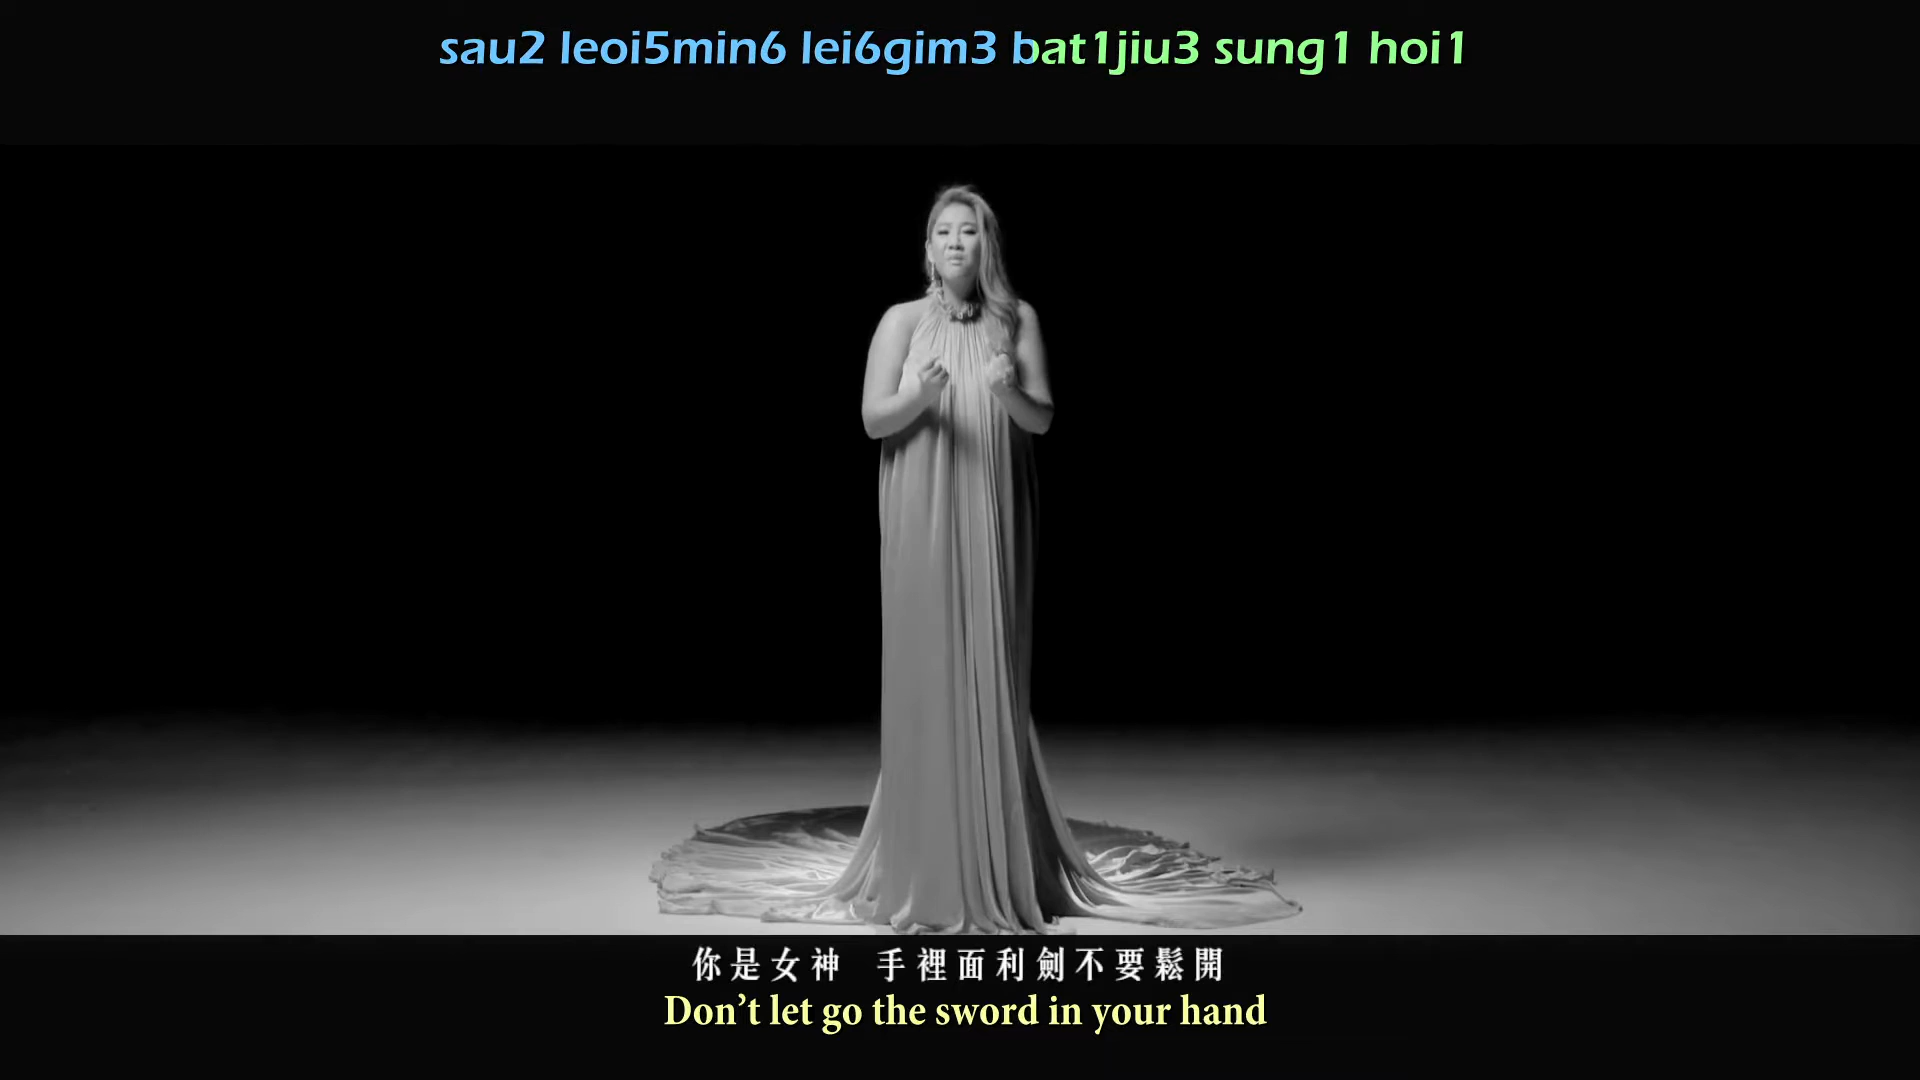 sau2 leoi5min6 lei6gim3 bat1jiu3 sung1 hoi1
你是女神 手裡面利劍不要鬆開
Don't let go the sword in your hand